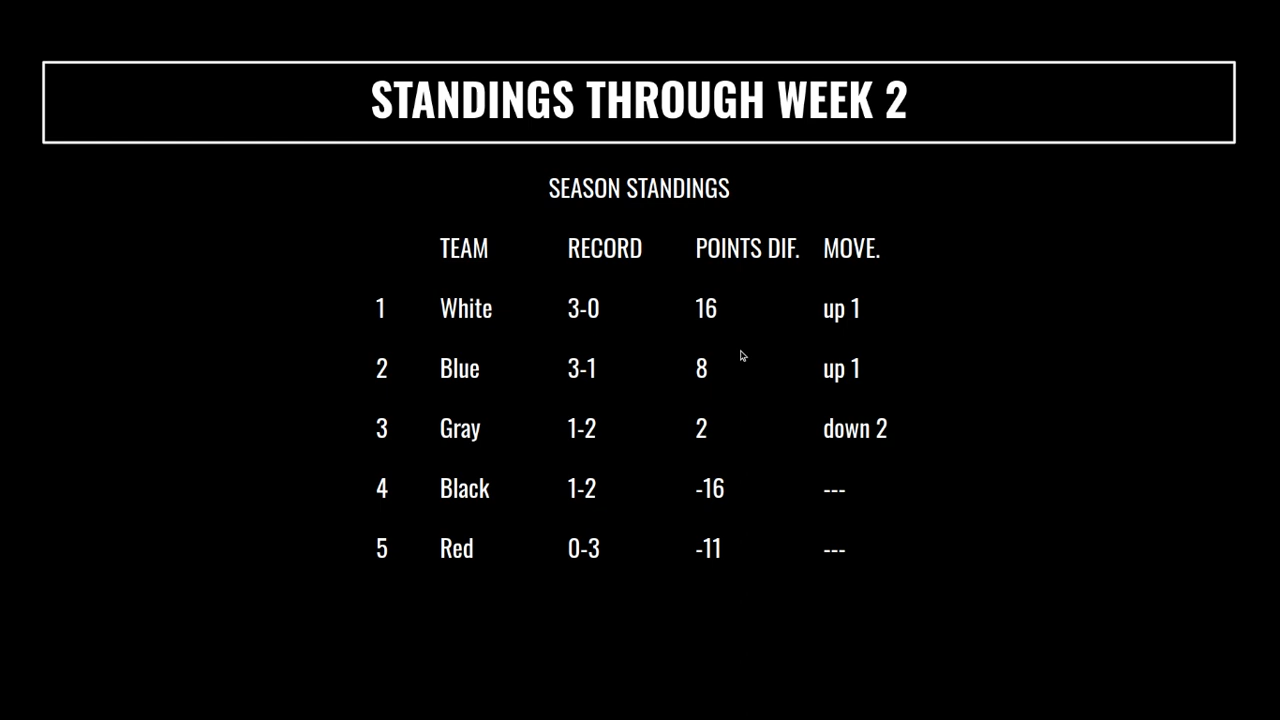 STANDINGS THROUGH WEEK 2
SEASON STANDINGS
TEAM RECORD POINTS DIF. MOVE.
1 White 3-0 16 up 1
2 Blue 3-1 8 up 1
3 Gray 1-2 2 down 2
4 Black 1-2 -16 ---
5 Red 0-3 -11 ---